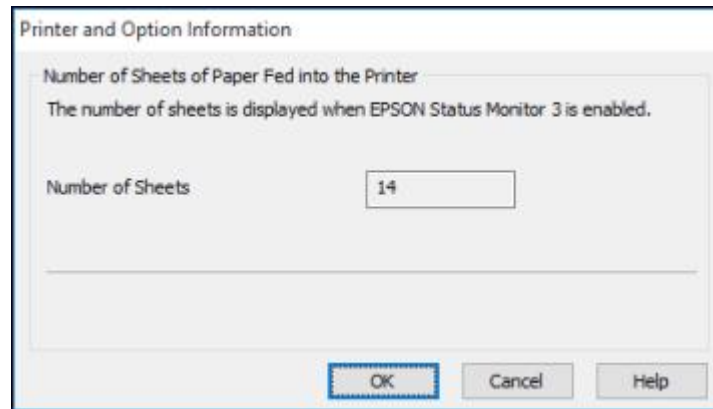 Printer and Option Information
Number of Sheets of Paper Fed into the Printer
The number of sheets is displayed when EPSON Status Monitor 3 is enabled.
Number of Sheets 14
OK Cancel Help